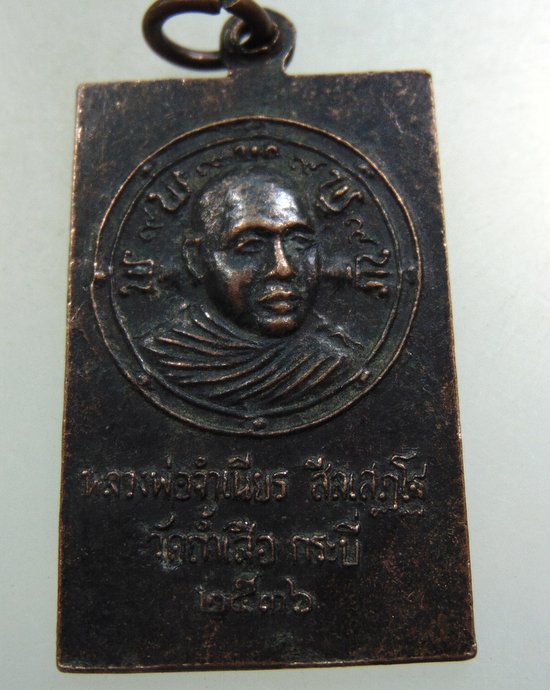 หลวงพ่อจำเนียร สีลเสฏฺโฐ
วัดถ้ำเสือ กระบี่
๒๕๓๖